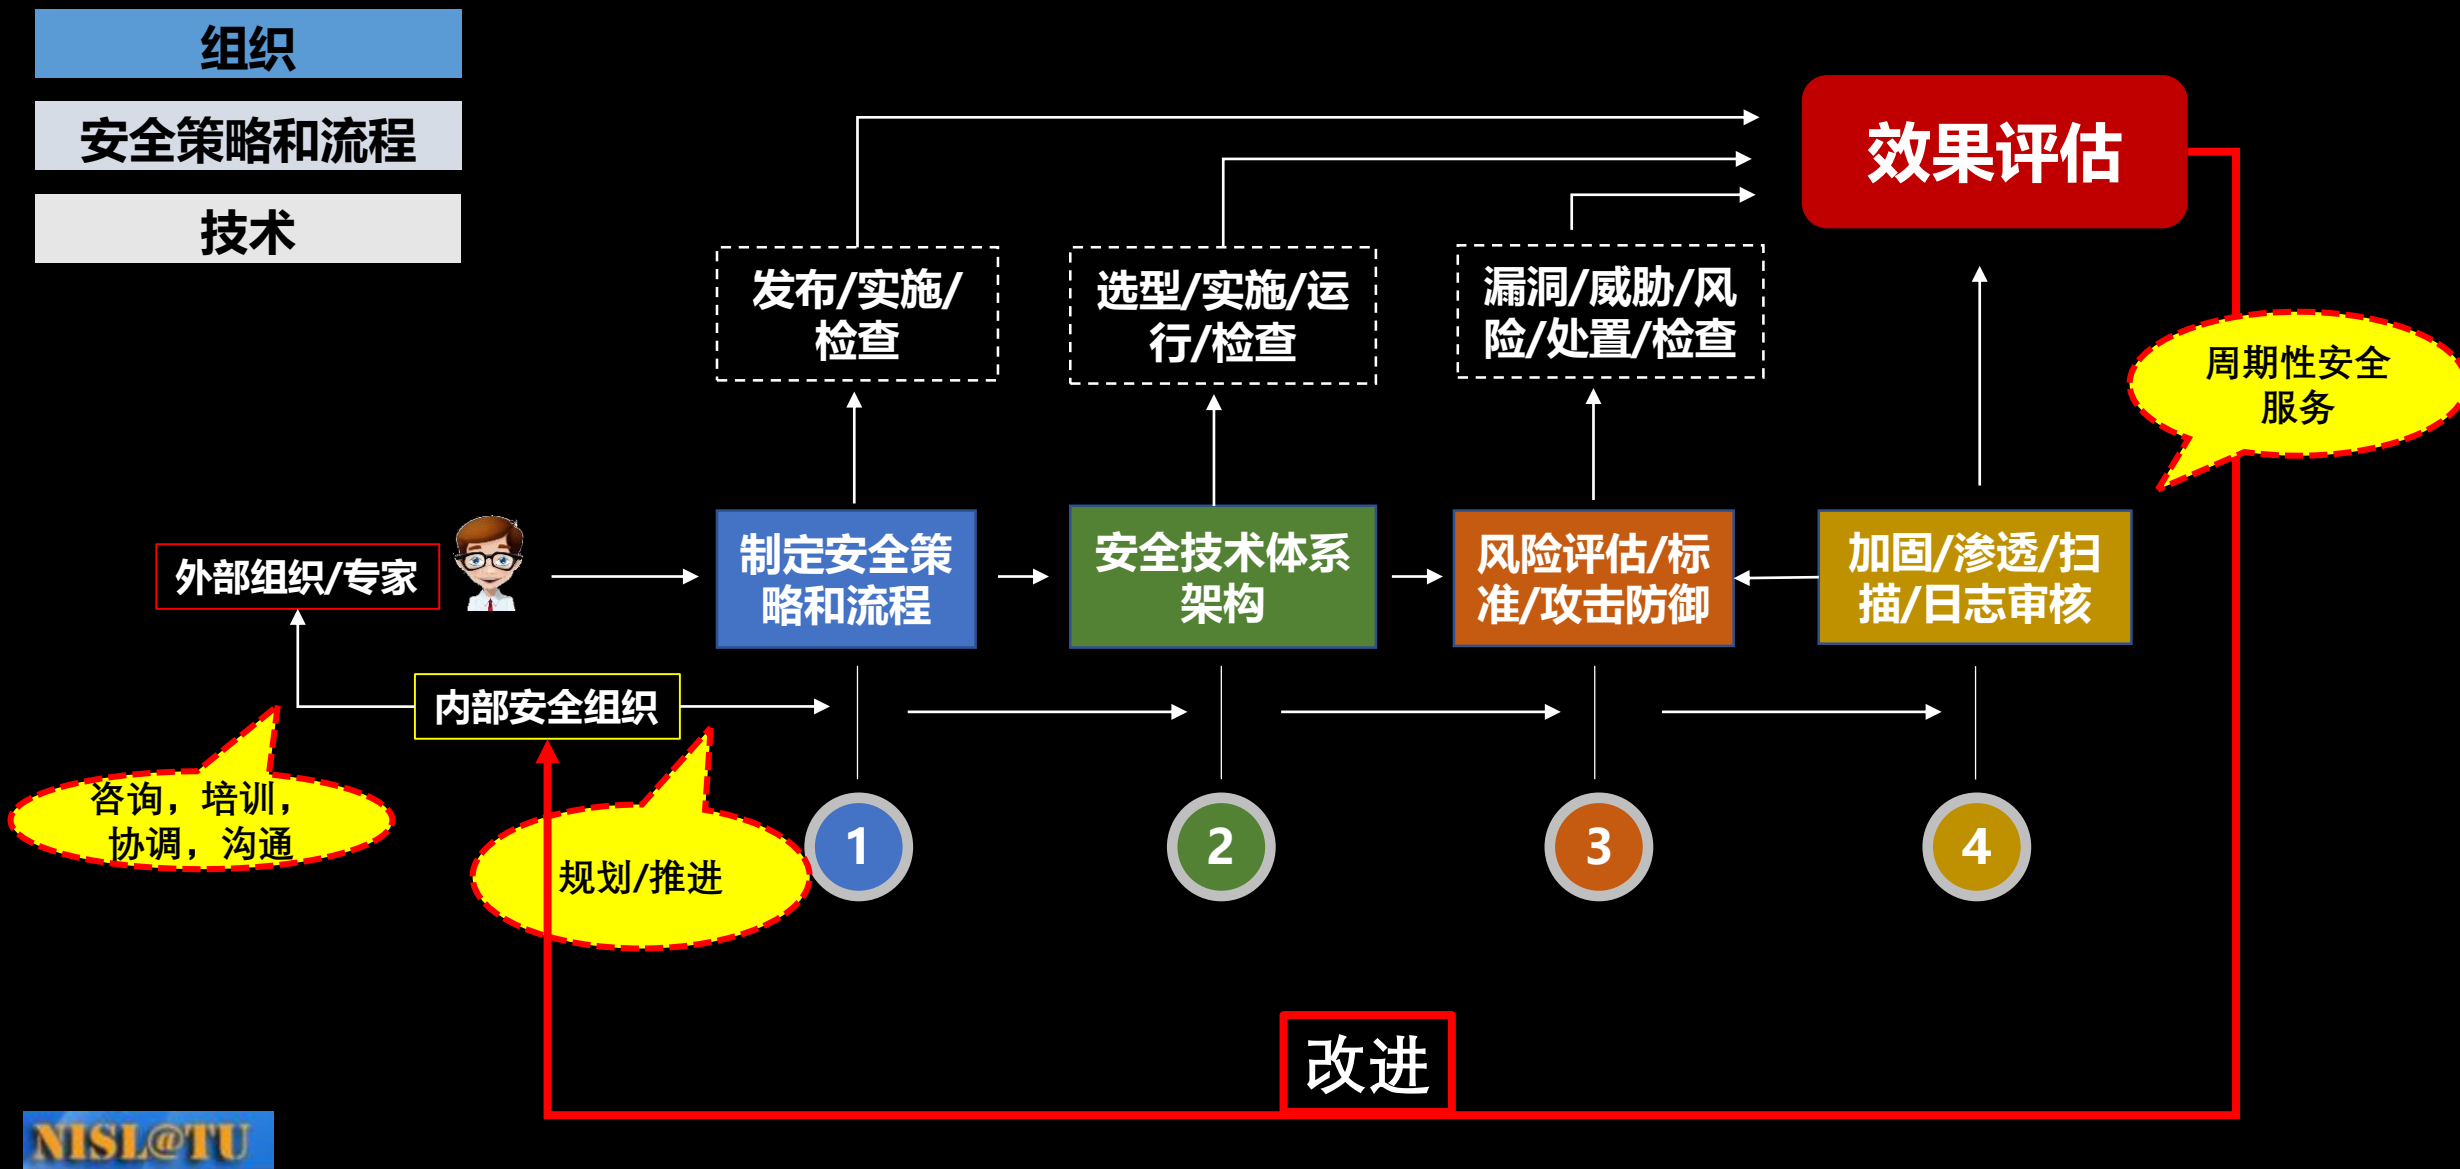 组织
安全策略和流程
技术
效果评估
发布/实施/
检查
选型/实施/运
行/检查
漏洞/威胁/风
险/处置/检查
周期性安全
服务
外部组织/专家
制定安全策
略和流程
安全技术体系
架构
风险评估/标
准/攻击防御
加固/渗透/扫
描/日志审核
内部安全组织
咨询，培训，
协调，沟通
规划/推进
1
2
3
4
改进
NISL@TU